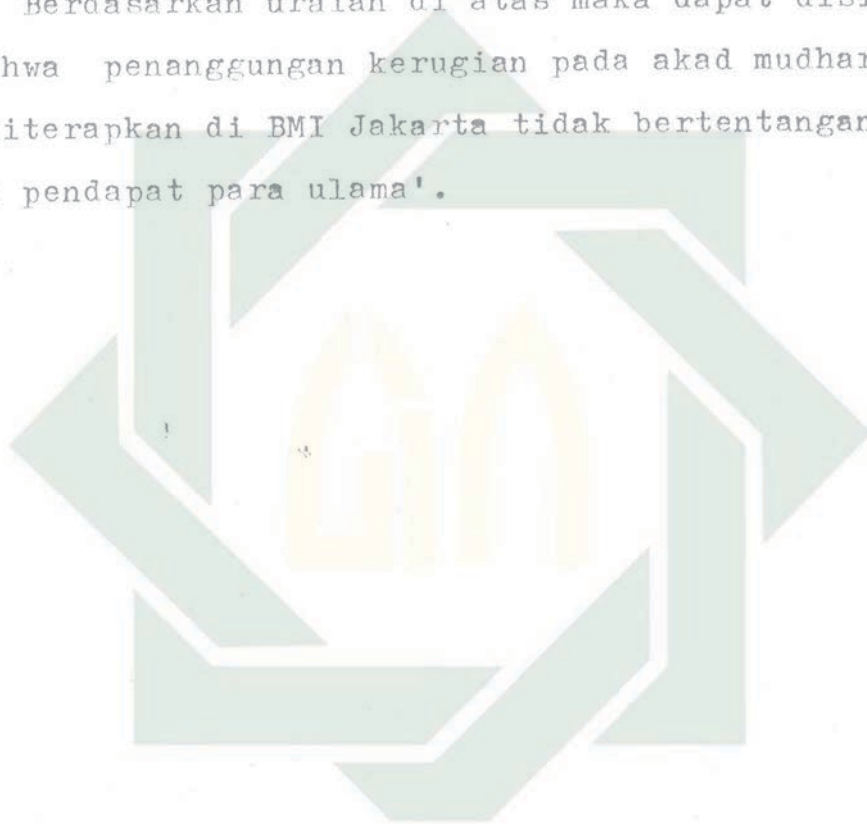 Berdasarkan uraian di atas maka dapat disi
hwa penanggungan kerugian pada akad mudhar
iterapkan di BMI Jakarta tidak bertentangan
pendapat para ulama'.